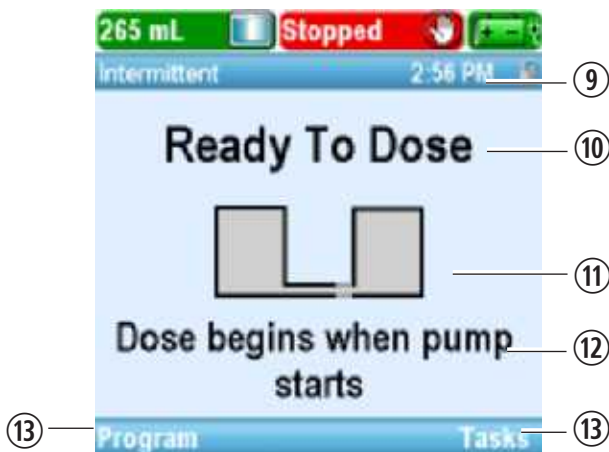 265 mL Stopped
Intermittent 2:56 PM
⑨
Ready To Dose
⑩
⑪
Dose begins when pump
starts
⑫
⑬ Program Tasks ⑬